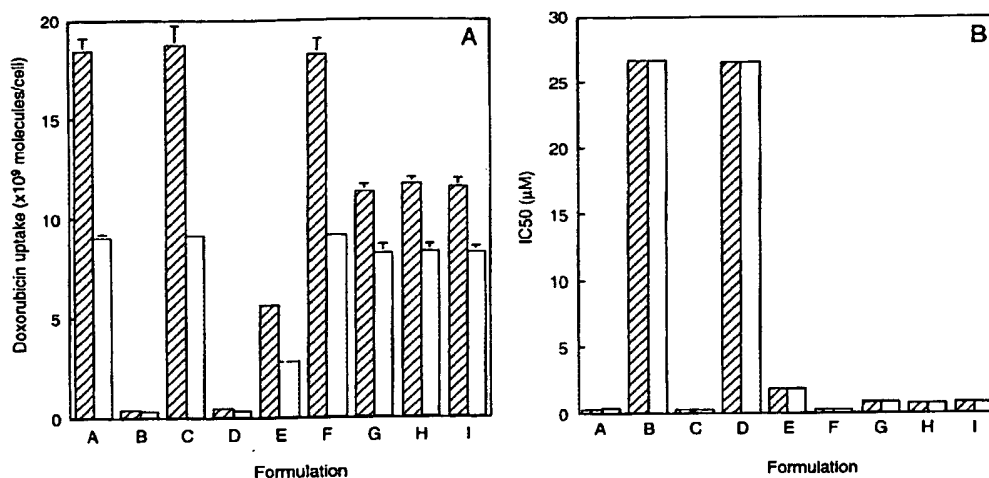 A
Doxorubicin uptake (x10⁹ molecules/cell)
20
15
10
5
0
A B C D E F G H I
Formulation
B
IC50 (µM)
30
25
20
15
10
5
0
A B C D E F G H I
Formulation